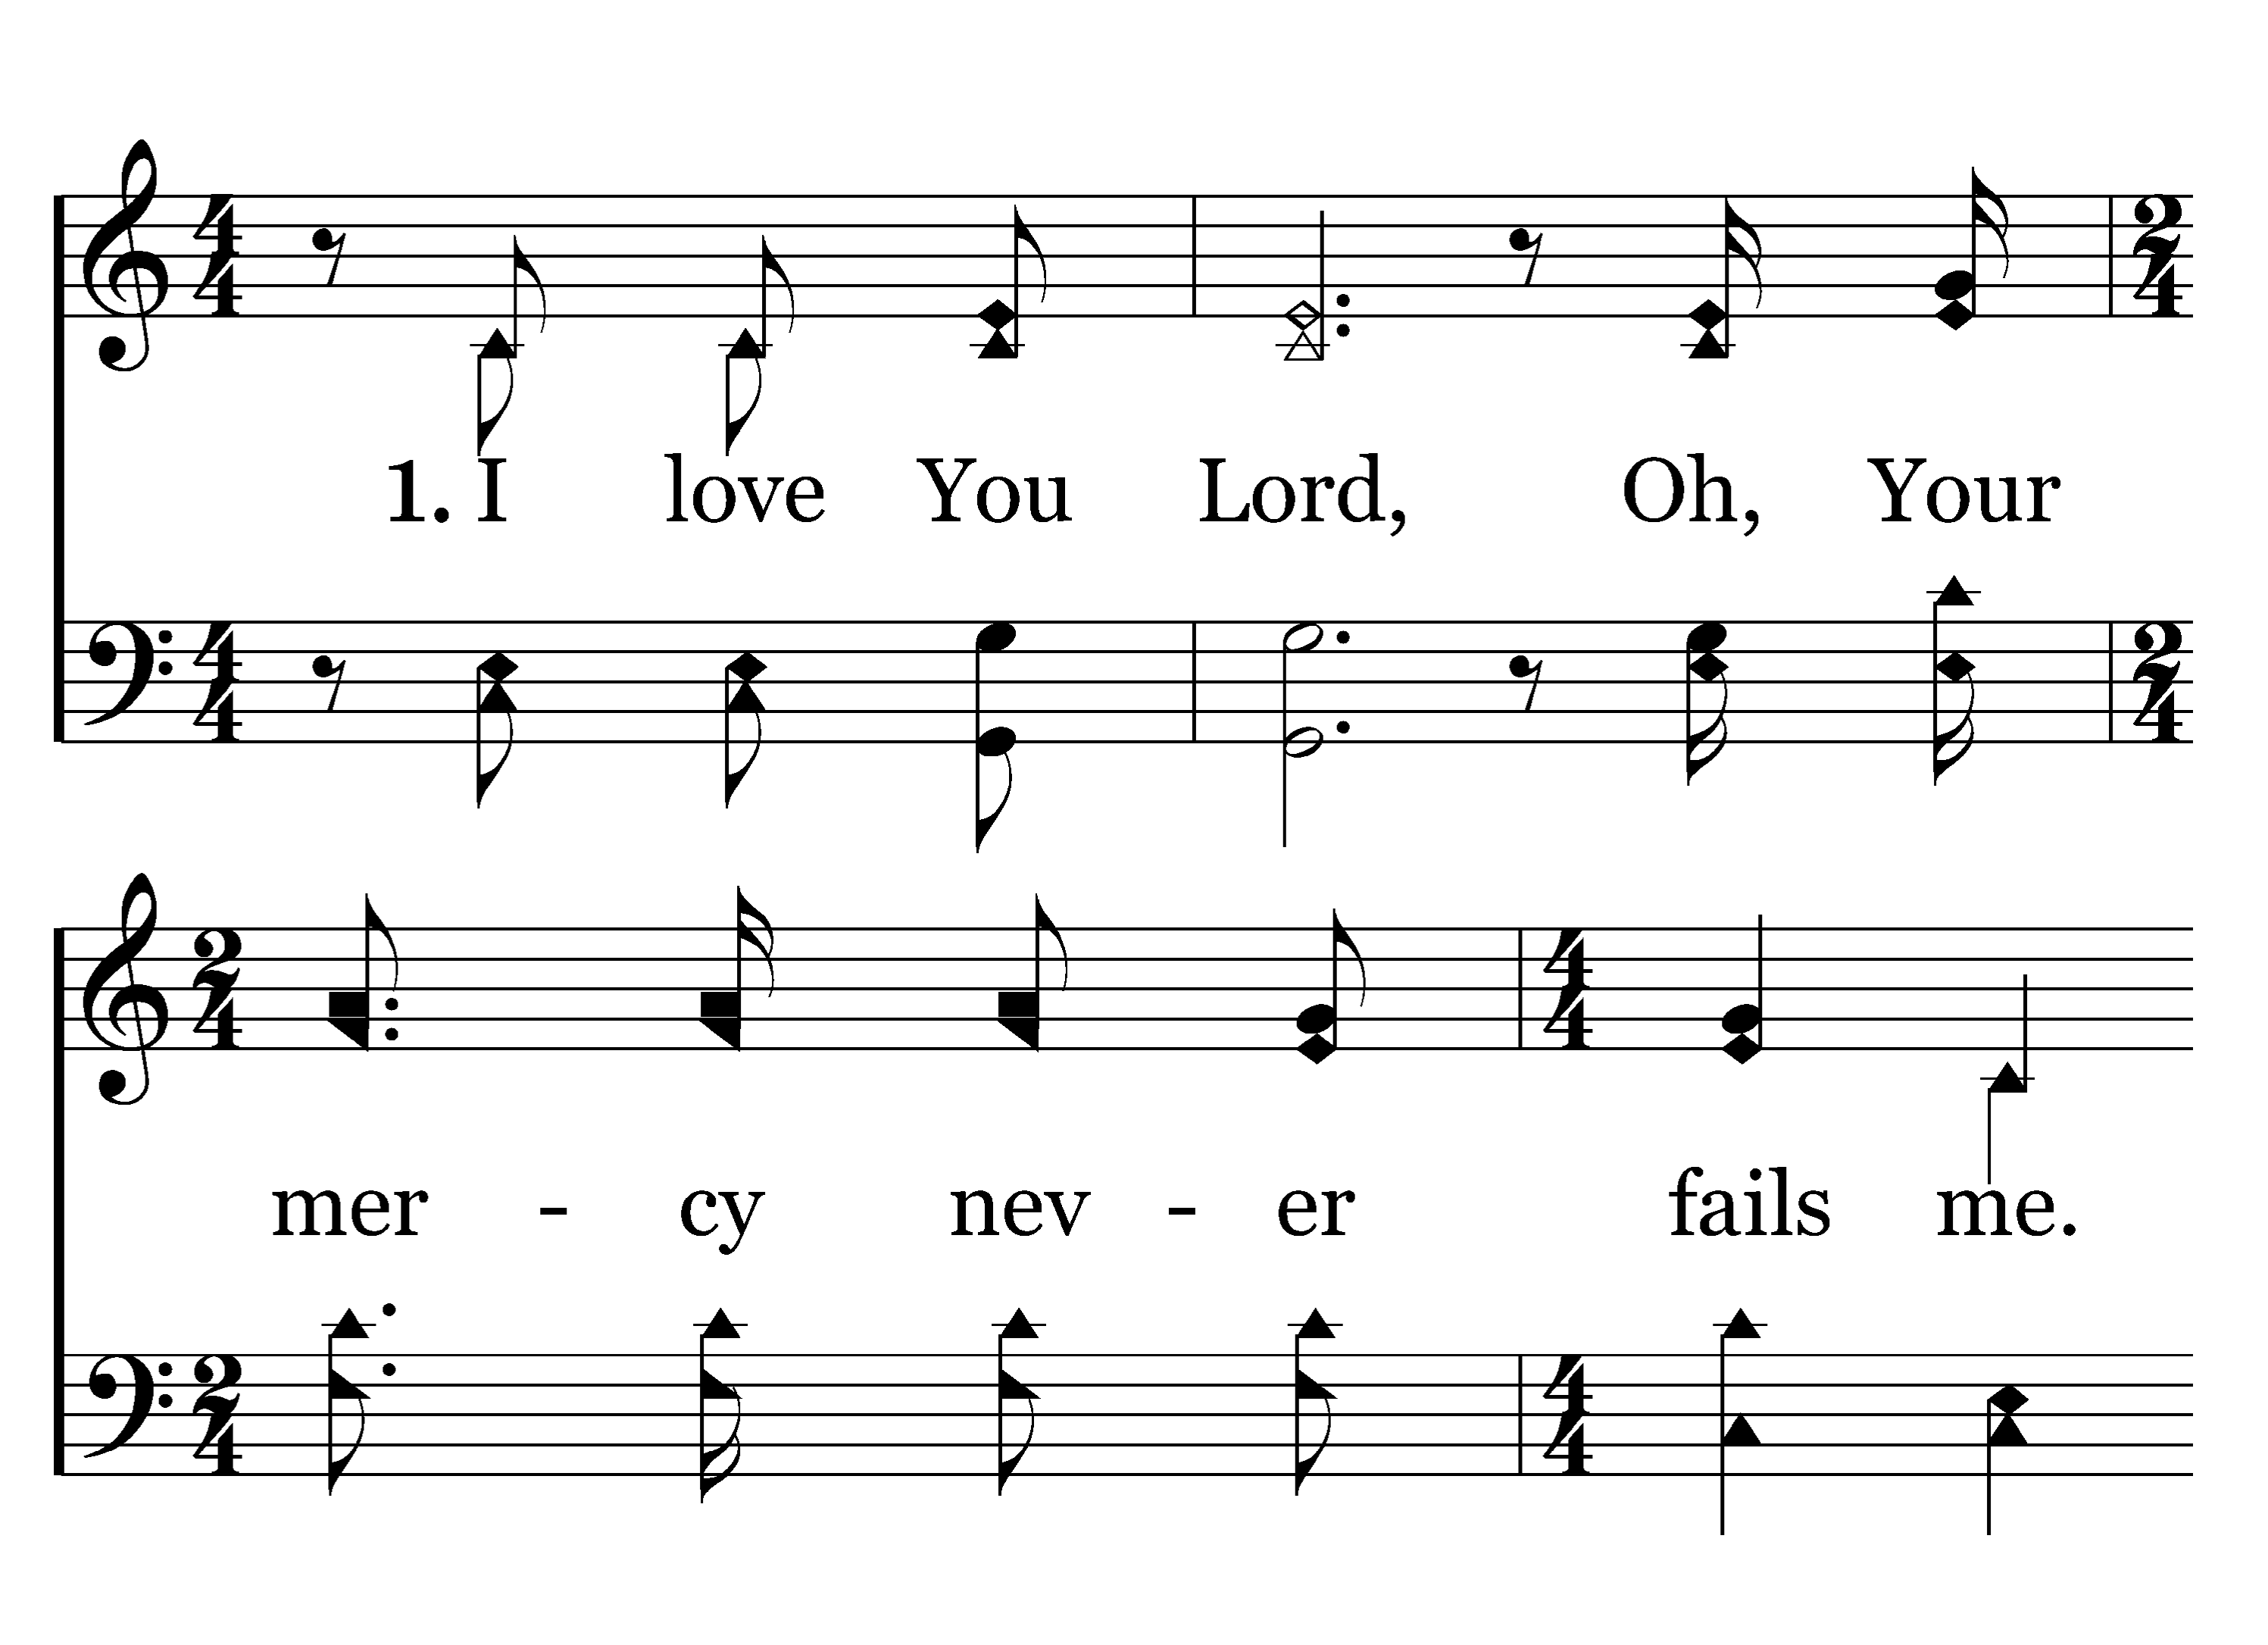 1. I love You Lord, Oh, Your
mer - cy nev - er fails me.